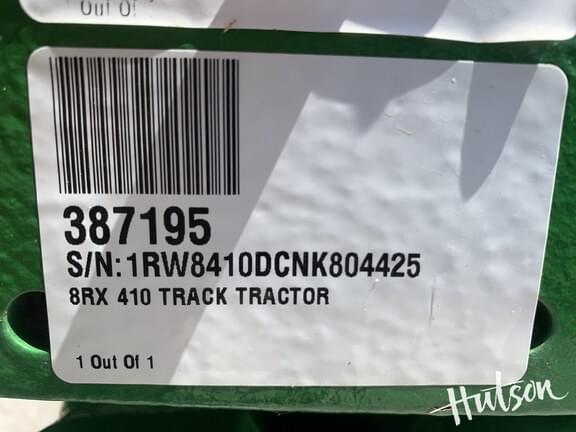 Out Of
387195
S/N: 1RW8410DCNK804425
8RX 410 TRACK TRACTOR
1 Out Of 1
Hutson